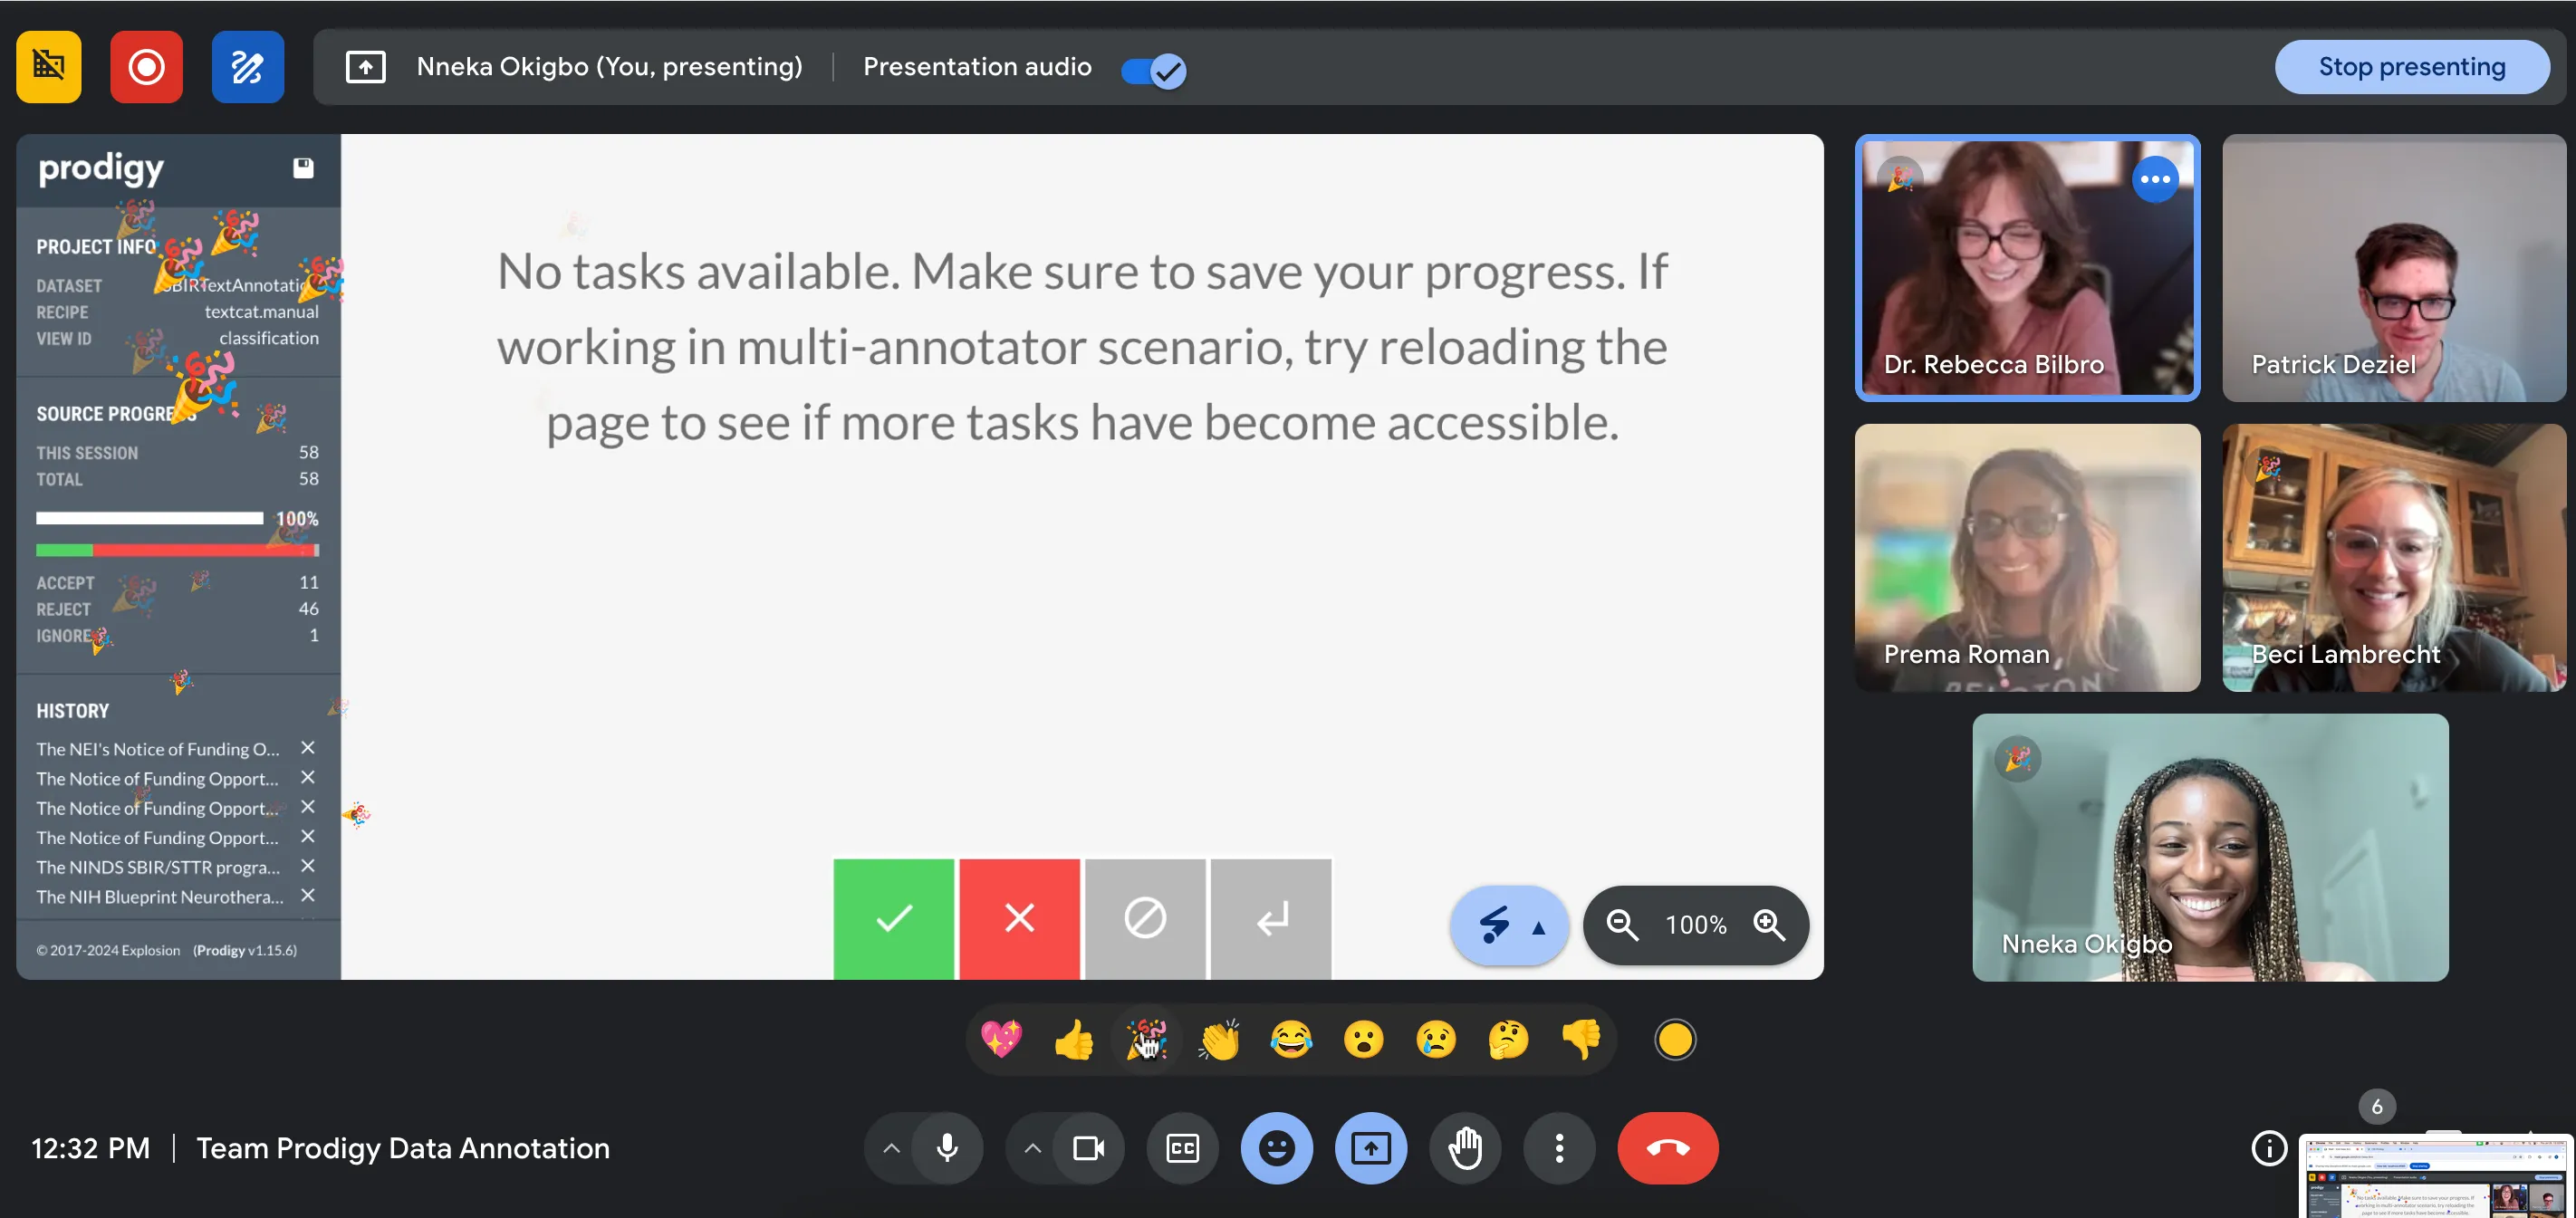 Nneka Okigbo (You, presenting)
Presentation audio
Stop presenting
prodigy
PROJECT INFO
DATASET SBIRTextAnnotatio
RECIPE textcat.manual
VIEW ID classification
SOURCE PROGRESS
THIS SESSION 58
TOTAL 58
100%
ACCEPT 11
REJECT 46
IGNORE 1
HISTORY
The NEI's Notice of Funding O...
The Notice of Funding Opport...
The Notice of Funding Opport...
The Notice of Funding Opport...
The NINDS SBIR/STTR progra...
The NIH Blueprint Neurothera...
© 2017-2024 Explosion (Prodigy v1.15.6)
No tasks available. Make sure to save your progress. If
working in multi-annotator scenario, try reloading the
page to see if more tasks have become accessible.
100%
Dr. Rebecca Bilbro
Patrick Deziel
Prema Roman
Beci Lambrecht
Nneka Okigbo
12:32 PM
Team Prodigy Data Annotation
CC
6